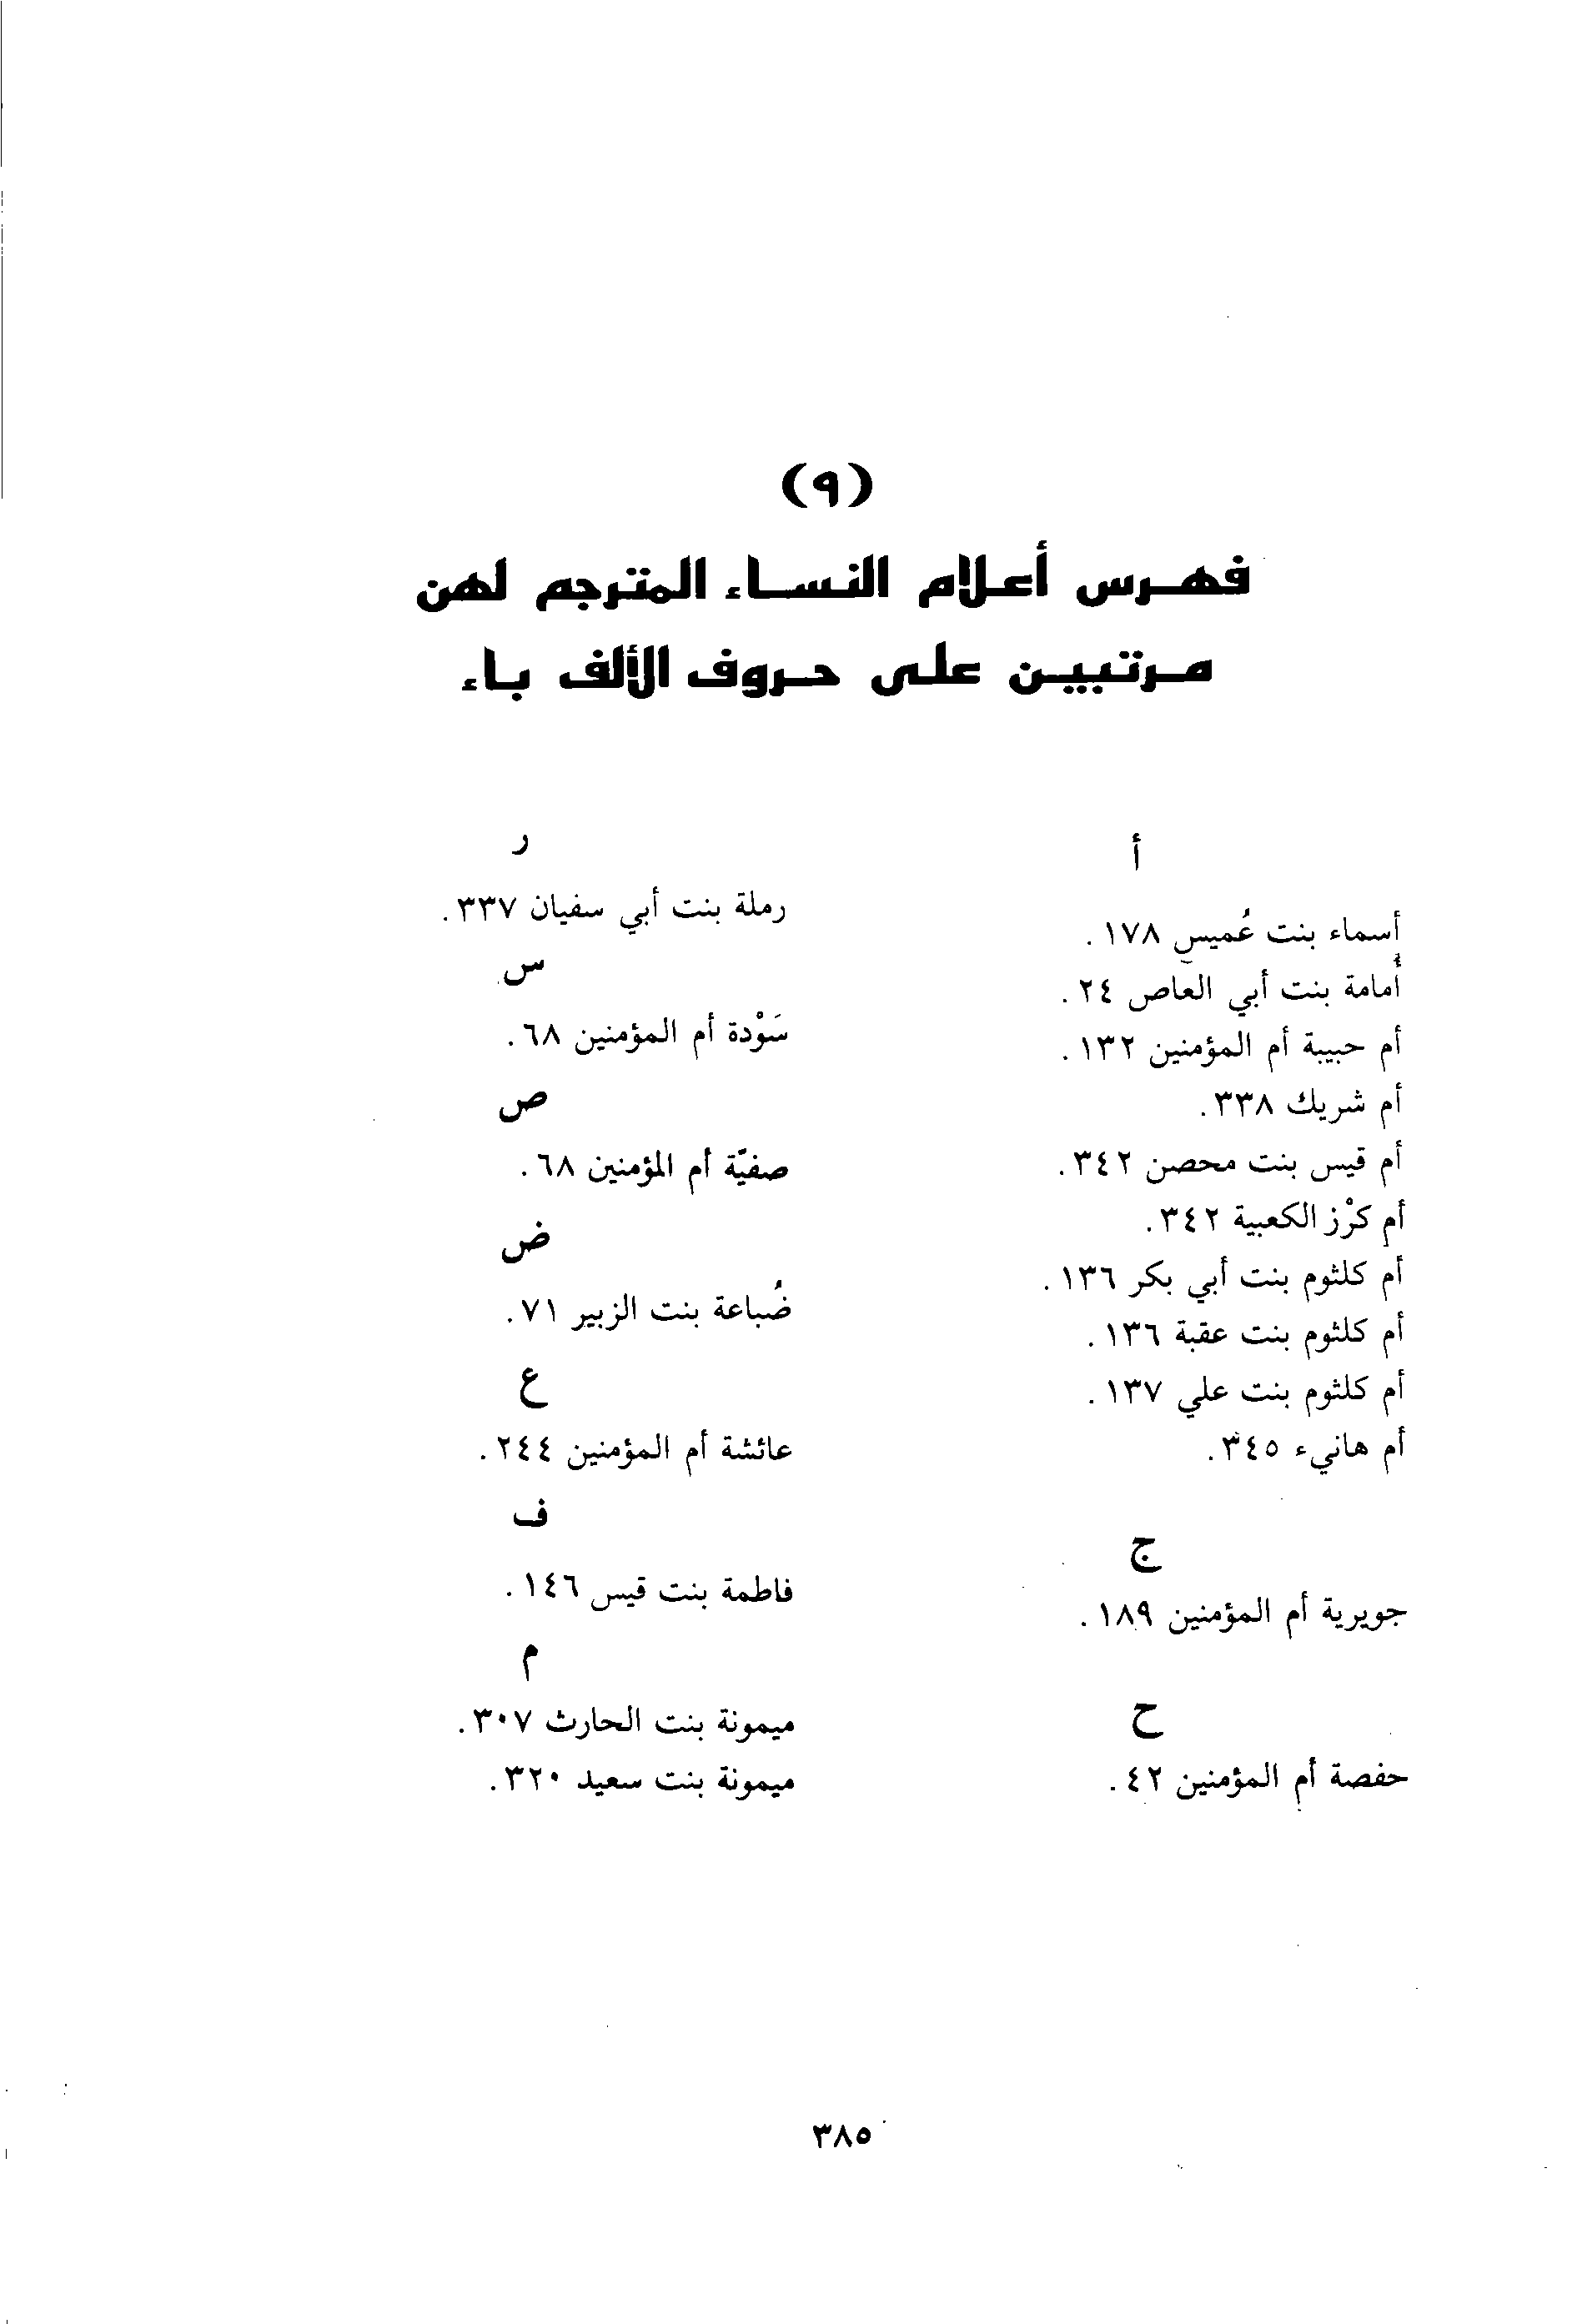 (٩)
فهرس أعلام النساء المترجم لهن
مرتبين على حروف الألف باء
أ
أسماء بنت عُميس ١٧٨.
أُمامة بنت أبي العاص ٢٤.
أم حبيبة أم المؤمنين ١٣٢.
أم شريك ٣٣٨.
أم قيس بنت محصن ٣٤٢.
أم كرْز الكعبية ٣٤٢.
أم كلثوم بنت أبي بكر ١٣٦.
أم كلثوم بنت عقبة ١٣٦.
أم كلثوم بنت علي ١٣٧.
أم هانيء ٣٤٥.
ج
جويرية أم المؤمنين ١٨٩.
ح
حفصة أم المؤمنين ٤٢.
ر
رملة بنت أبي سفيان ٣٣٧.
س
سَوْدة أم المؤمنين ٦٨.
ص
صفيّة أم المؤمنين ٦٨.
ض
ضُباعة بنت الزبير ٧١.
ع
عائشة أم المؤمنين ٢٤٤.
ف
فاطمة بنت قيس ١٤٦.
م
ميمونة بنت الحارث ٣٠٧.
ميمونة بنت سعيد ٣٢٠.
٣٨٥